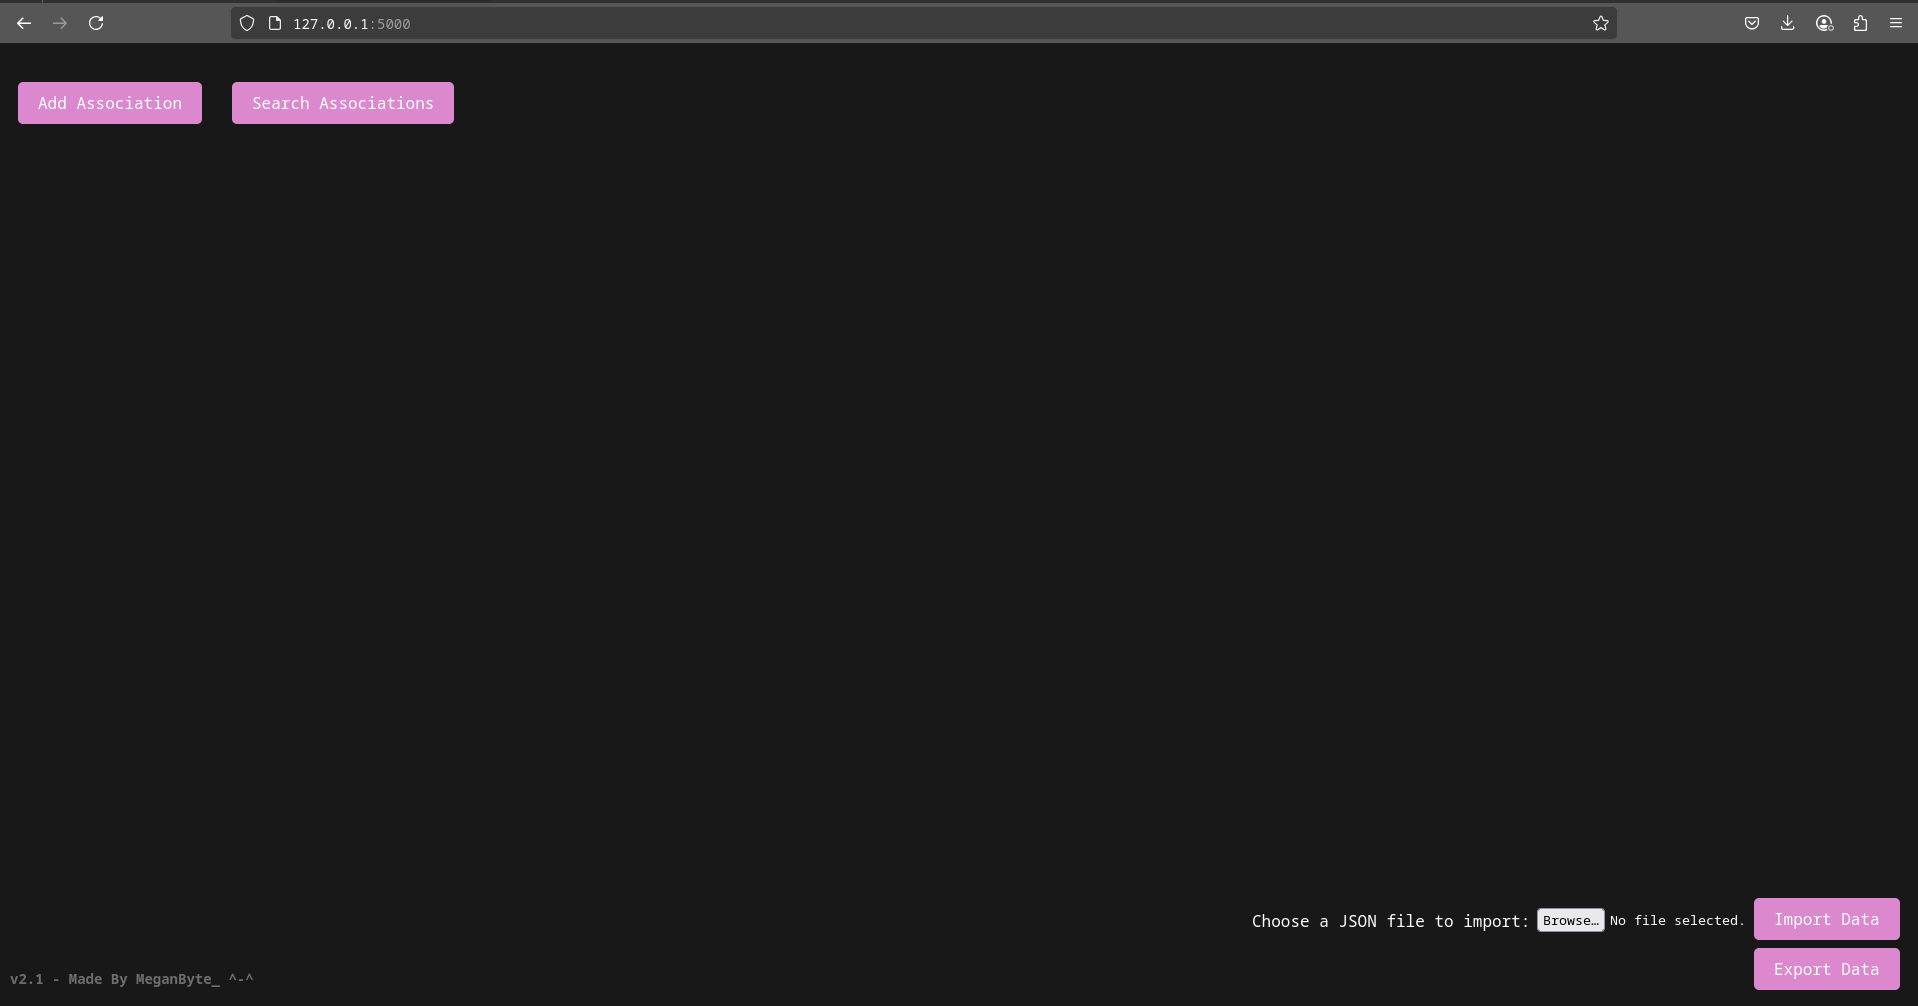 127.0.0.1:5000
Add Association Search Associations
Choose a JSON file to import: Browse… No file selected. Import Data
Export Data
v2.1 - Made By MeganByte_ ^-^